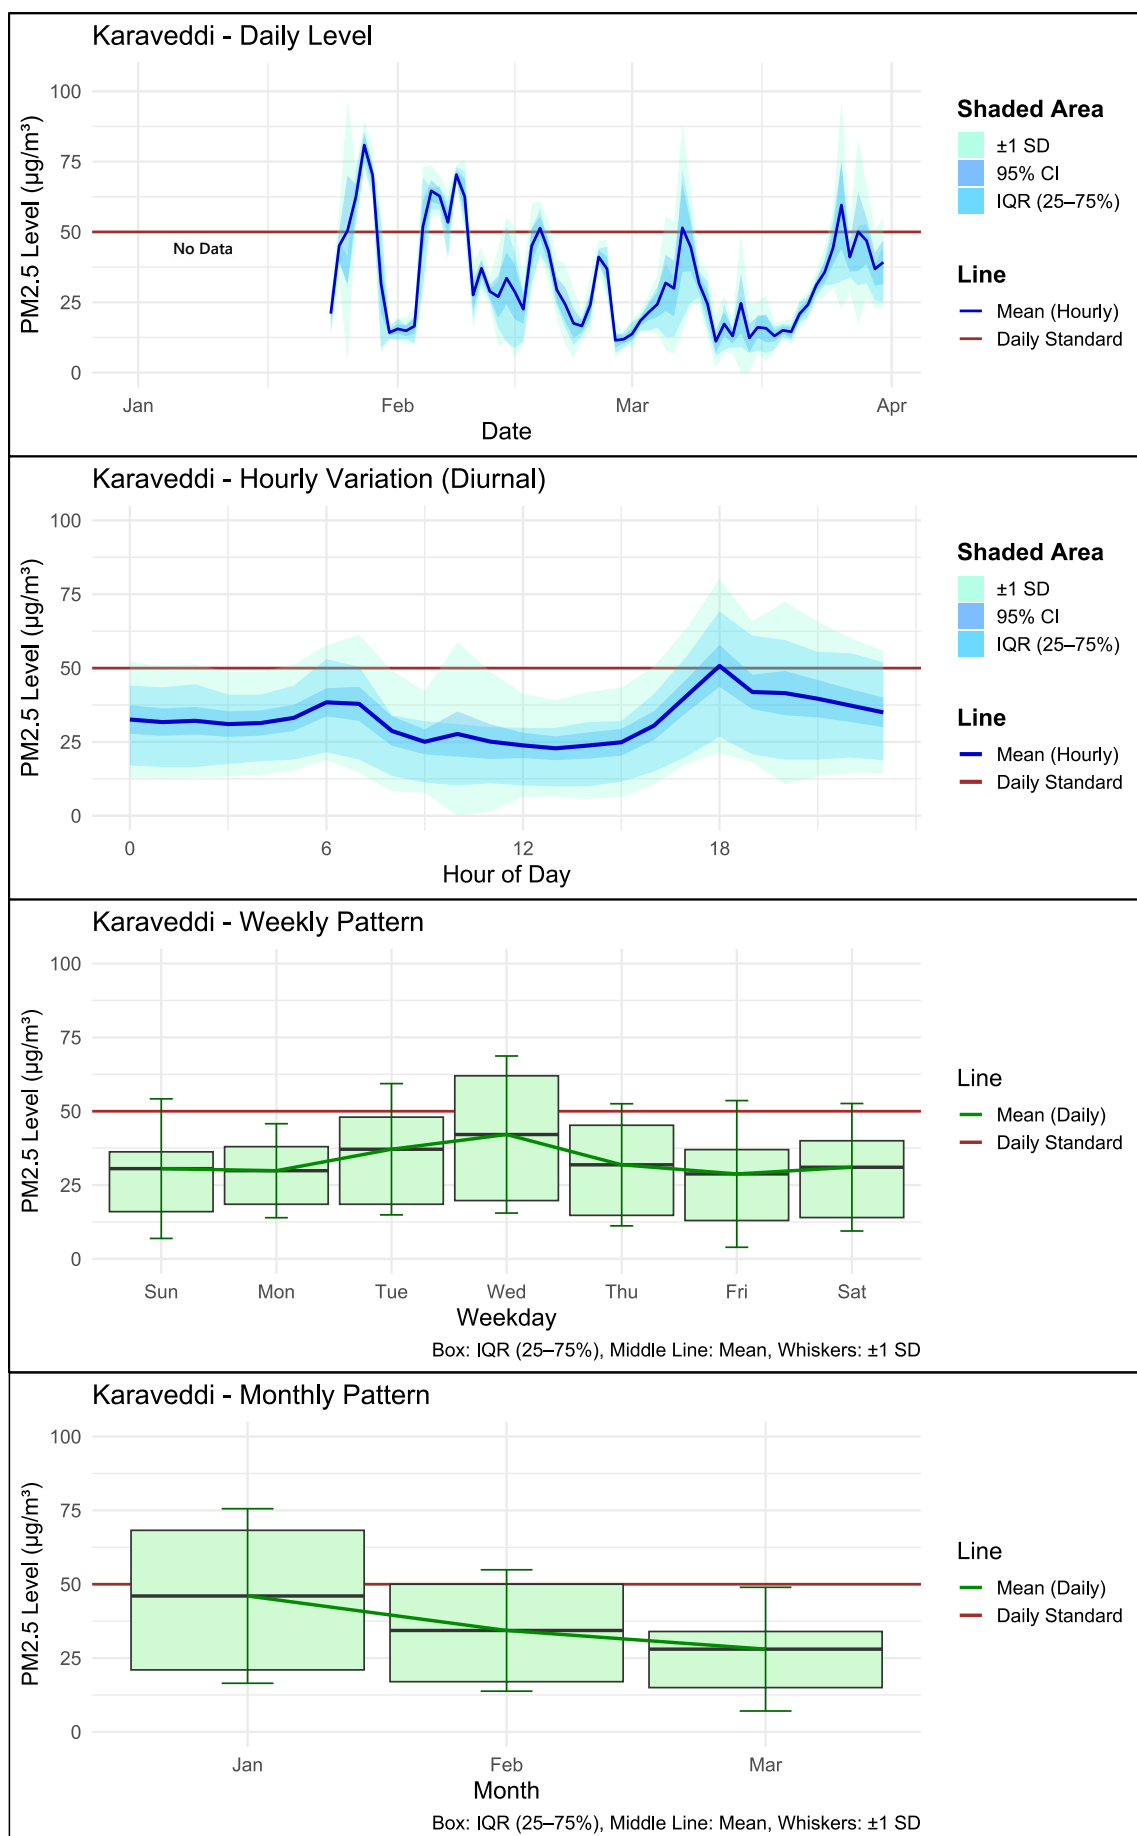 Karaveddi - Daily Level
PM2.5 Level (µg/m³)
100
75
50
25
0
No Data
Jan
Feb
Mar
Apr
Date
Shaded Area
±1 SD
95% CI
IQR (25–75%)
Line
Mean (Hourly)
Daily Standard
Karaveddi - Hourly Variation (Diurnal)
PM2.5 Level (µg/m³)
100
75
50
25
0
0
6
12
18
Hour of Day
Shaded Area
±1 SD
95% CI
IQR (25–75%)
Line
Mean (Hourly)
Daily Standard
Karaveddi - Weekly Pattern
PM2.5 Level (µg/m³)
100
75
50
25
0
Sun
Mon
Tue
Wed
Thu
Fri
Sat
Weekday
Box: IQR (25–75%), Middle Line: Mean, Whiskers: ±1 SD
Line
Mean (Daily)
Daily Standard
Karaveddi - Monthly Pattern
PM2.5 Level (µg/m³)
100
75
50
25
0
Jan
Feb
Mar
Month
Box: IQR (25–75%), Middle Line: Mean, Whiskers: ±1 SD
Line
Mean (Daily)
Daily Standard